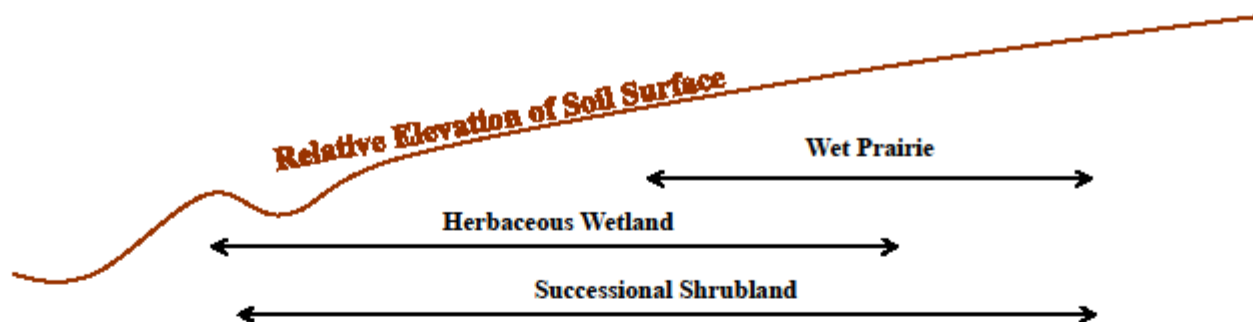 Relative Elevation of Soil Surface
Wet Prairie
Herbaceous Wetland
Successional Shrubland